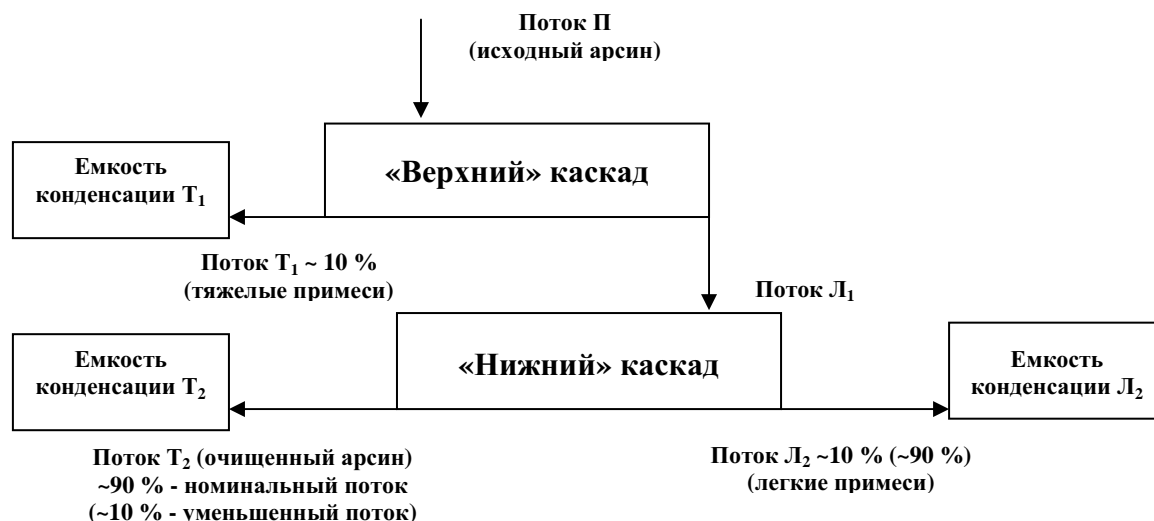 Поток П
(исходный арсин)
Емкость
конденсации Т₁
«Верхний» каскад
Поток Т₁ ~ 10 %
(тяжелые примеси)
Поток Л₁
Емкость
конденсации Т₂
«Нижний» каскад
Емкость
конденсации Л₂
Поток Т₂ (очищенный арсин)
~90 % - номинальный поток
(~10 % - уменьшенный поток)
Поток Л₂ ~10 % (~90 %)
(легкие примеси)